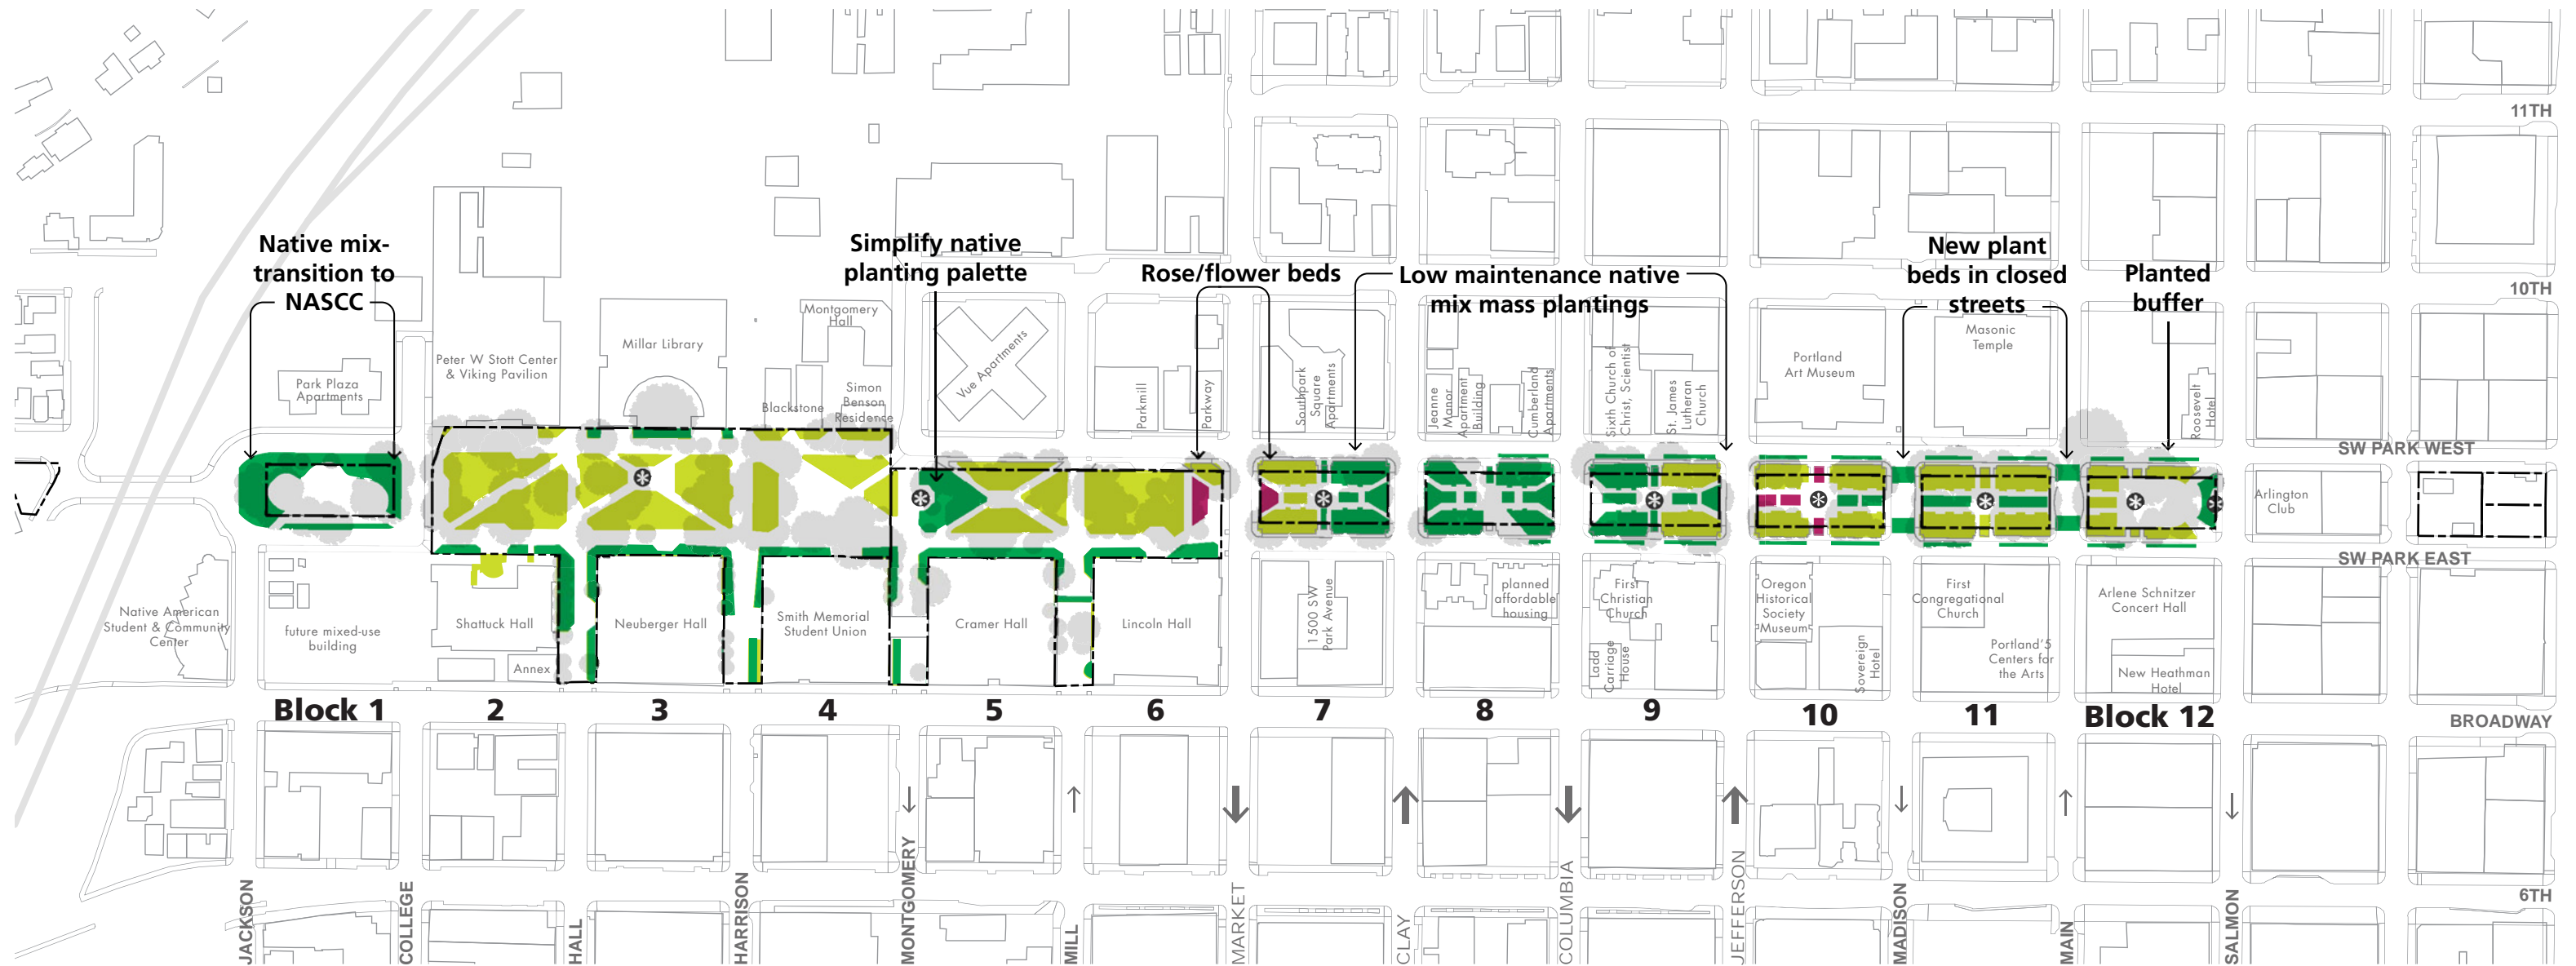 11TH
10TH
SW PARK WEST
SW PARK EAST
BROADWAY
6TH
Native mix-
transition to
NASCC
Simplify native
planting palette
Rose/flower beds
Low maintenance native
mix mass plantings
New plant
beds in closed
streets
Planted
buffer
Park Plaza
Apartments
Peter W Stott Center
& Viking Pavilion
Millar Library
Montgomery
Hall
Blackstone
Simon
Benson
Residence
Vue Apartments
Parkmill
Parkway
Southpark
Square
Apartments
Jeanne
Manor
Apartment
Building
Cumberland
Apartments
Sixth Church of
Christ, Scientist
St. James
Lutheran
Church
Portland
Art Museum
Masonic
Temple
Roosevelt
Hotel
Arlington
Club
Native American
Student & Community
Center
future mixed-use
building
Shattuck Hall
Annex
Neuberger Hall
Smith Memorial
Student Union
Cramer Hall
Lincoln Hall
1500 SW
Park Avenue
planned
affordable
housing
First
Christian
Church
Ladd
Carriage
House
Oregon
Historical
Society
Museum
Sovereign
Hotel
First
Congregational
Church
Portland'5
Centers for
the Arts
Arlene Schnitzer
Concert Hall
New Heathman
Hotel
Block 1
2
3
4
5
6
7
8
9
10
11
Block 12
JACKSON
COLLEGE
HALL
HARRISON
MONTGOMERY
MILL
MARKET
CLAY
COLUMBIA
JEFFERSON
MADISON
MAIN
SALMON